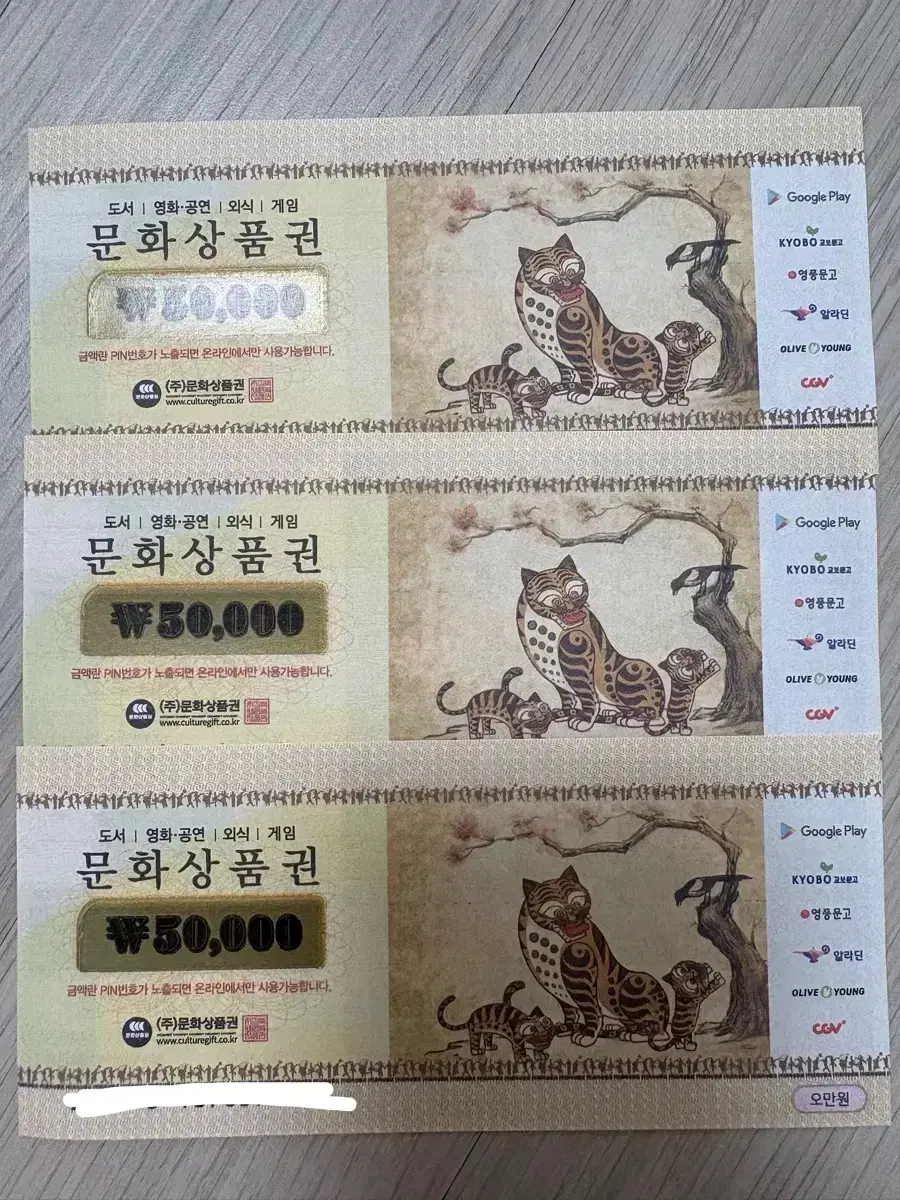 도서 | 영화·공연 | 외식 | 게임
문화상품권
₩50,000
금액란 PIN번호가 노출되면 온라인에서만 사용가능합니다.
(주)문화상품권
www.culturegift.co.kr
Google Play
KYOBO 교보문고
영풍문고
알라딘
OLIVE YOUNG
CGV
도서 | 영화·공연 | 외식 | 게임
문화상품권
₩50,000
금액란 PIN번호가 노출되면 온라인에서만 사용가능합니다.
(주)문화상품권
www.culturegift.co.kr
Google Play
KYOBO 교보문고
영풍문고
알라딘
OLIVE YOUNG
CGV
도서 | 영화·공연 | 외식 | 게임
문화상품권
₩50,000
금액란 PIN번호가 노출되면 온라인에서만 사용가능합니다.
(주)문화상품권
www.culturegift.co.kr
Google Play
KYOBO 교보문고
영풍문고
알라딘
OLIVE YOUNG
CGV
오만원